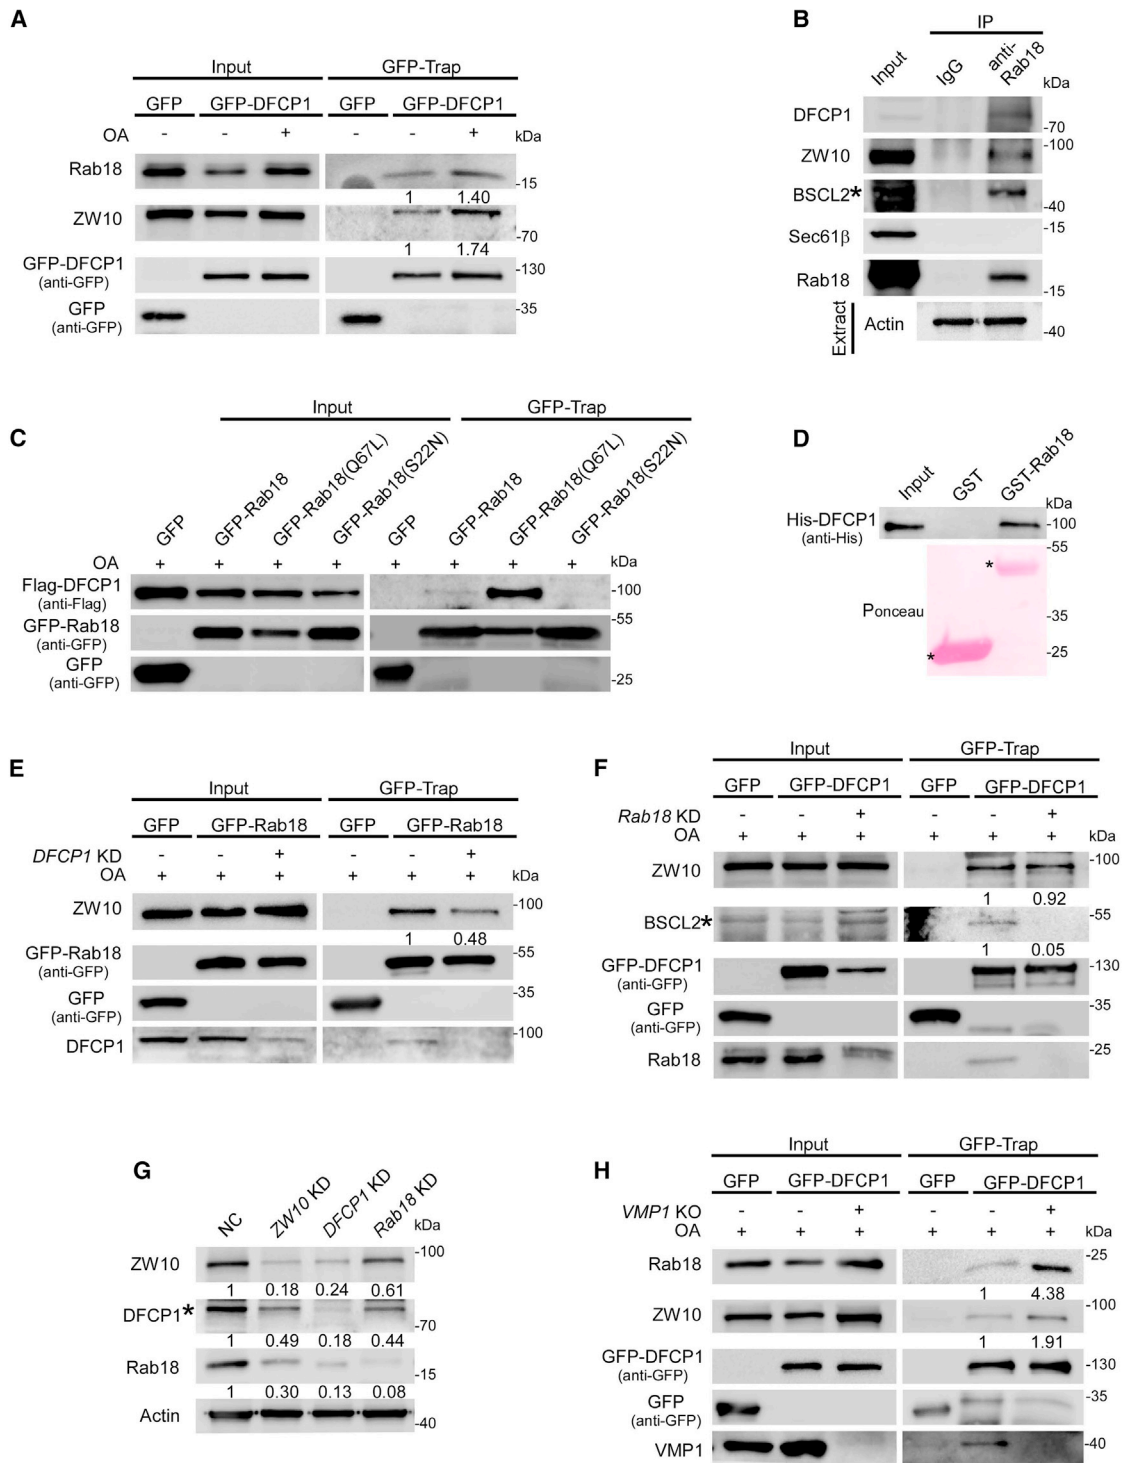 A
Input GFP-Trap
GFP GFP-DFCP1 GFP GFP-DFCP1
OA - - + - - + kDa
Rab18 -15
1 1.40
ZW10 -70
1 1.74
GFP-DFCP1 -130
(anti-GFP)
GFP -35
(anti-GFP)
B
IP
Input IgG anti-Rab18 kDa
DFCP1 -70
ZW10 -100
BSCL2* -40
Sec61β -15
Rab18 -15
Extract Actin -40
C
Input GFP-Trap
GFP GFP-Rab18 GFP-Rab18(Q67L) GFP-Rab18(S22N) GFP GFP-Rab18 GFP-Rab18(Q67L) GFP-Rab18(S22N)
OA + + + + + + + + kDa
Flag-DFCP1 -100
(anti-Flag)
GFP-Rab18 -55
(anti-GFP)
GFP -25
(anti-GFP)
D
Input GST GST-Rab18
kDa
His-DFCP1 -100
(anti-His)
-55
*
Ponceau -35
* -25
E
Input GFP-Trap
GFP GFP-Rab18 GFP GFP-Rab18
DFCP1 KD - - + - - +
OA + + + + + + kDa
ZW10 -100
1 0.48
GFP-Rab18 -55
(anti-GFP)
GFP -35
(anti-GFP)
DFCP1 -100
F
Input GFP-Trap
GFP GFP-DFCP1 GFP GFP-DFCP1
Rab18 KD - - + - - +
OA + + + + + + kDa
ZW10 -100
1 0.92
BSCL2* -55
1 0.05
GFP-DFCP1 -130
(anti-GFP)
GFP -35
(anti-GFP)
Rab18 -25
G
NC ZW10 KD DFCP1 KD Rab18 KD
kDa
ZW10 -100
1 0.18 0.24 0.61
DFCP1* -70
1 0.49 0.18 0.44
Rab18 -15
1 0.30 0.13 0.08
Actin -40
H
Input GFP-Trap
GFP GFP-DFCP1 GFP GFP-DFCP1
VMP1 KO - - + - - +
OA + + + + + + kDa
Rab18 -25
1 4.38
ZW10 -100
1 1.91
GFP-DFCP1 -130
(anti-GFP)
GFP -35
(anti-GFP)
VMP1 -40